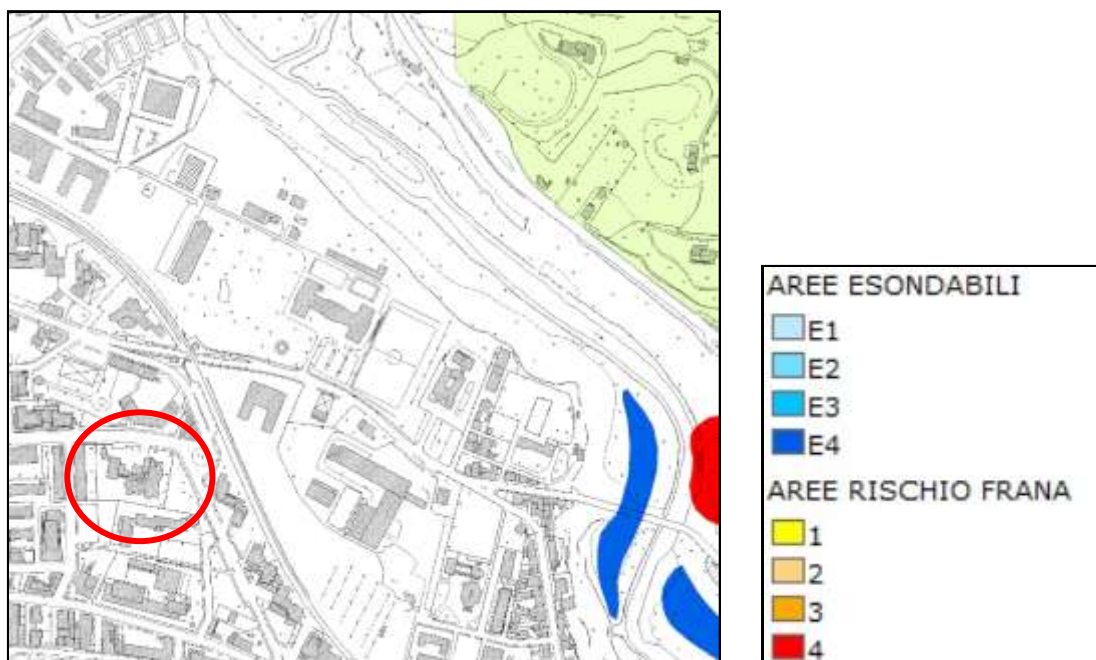 AREE ESONDABILI
E1
E2
E3
E4
AREE RISCHIO FRANA
1
2
3
4